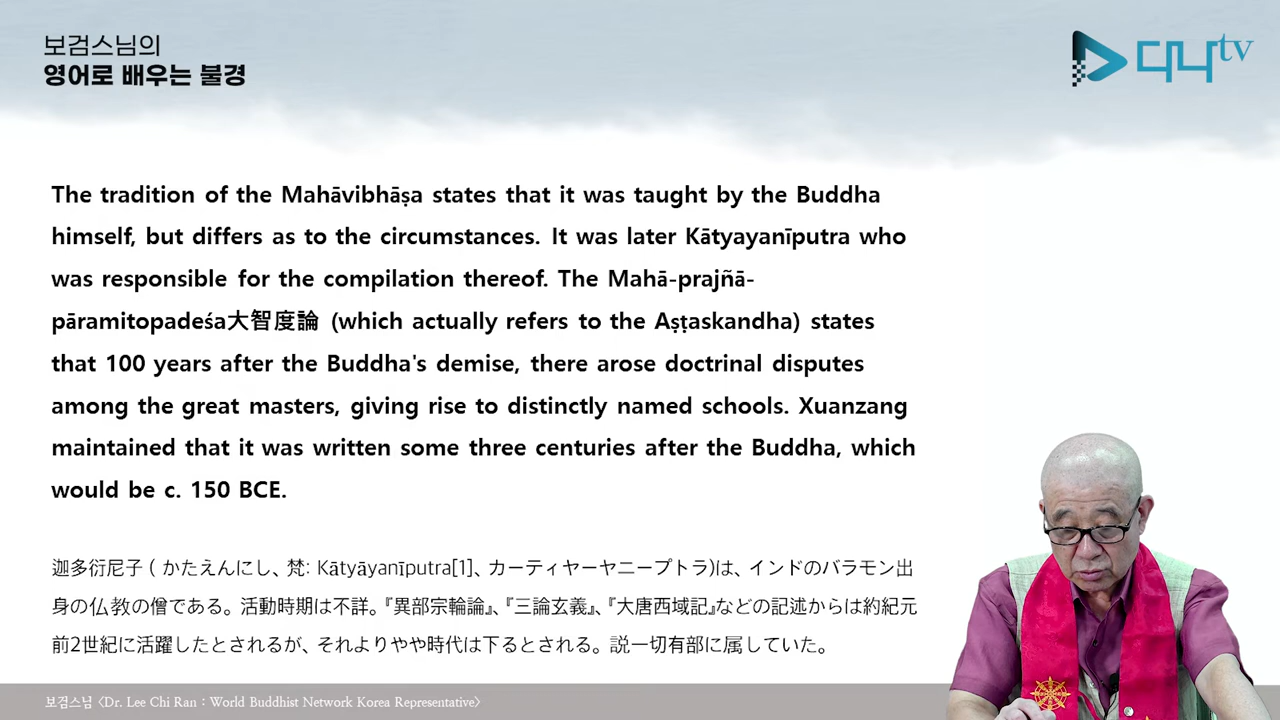 보검스님의
영어로 배우는 불경
디나tv
The tradition of the Mahāvibhāṣa states that it was taught by the Buddha
himself, but differs as to the circumstances. It was later Kātyayanīputra who
was responsible for the compilation thereof. The Mahā-prajñā-
pāramitopadeśa大智度論 (which actually refers to the Aṣṭaskandha) states
that 100 years after the Buddha's demise, there arose doctrinal disputes
among the great masters, giving rise to distinctly named schools. Xuanzang
maintained that it was written some three centuries after the Buddha, which
would be c. 150 BCE.
迦多衍尼子 ( かたえんにし、梵: Kātyāyanīputra[1]、カーティヤーヤニープトラ)は、インドのバラモン出
身の仏教の僧である。活動時期は不詳。『異部宗輪論』、『三論玄義』、『大唐西域記』などの記述からは約紀元
前2世紀に活躍したとされるが、それよりやや時代は下るとされる。説一切有部に属していた。
보검스님 <Dr. Lee Chi Ran : World Buddhist Network Korea Representative>